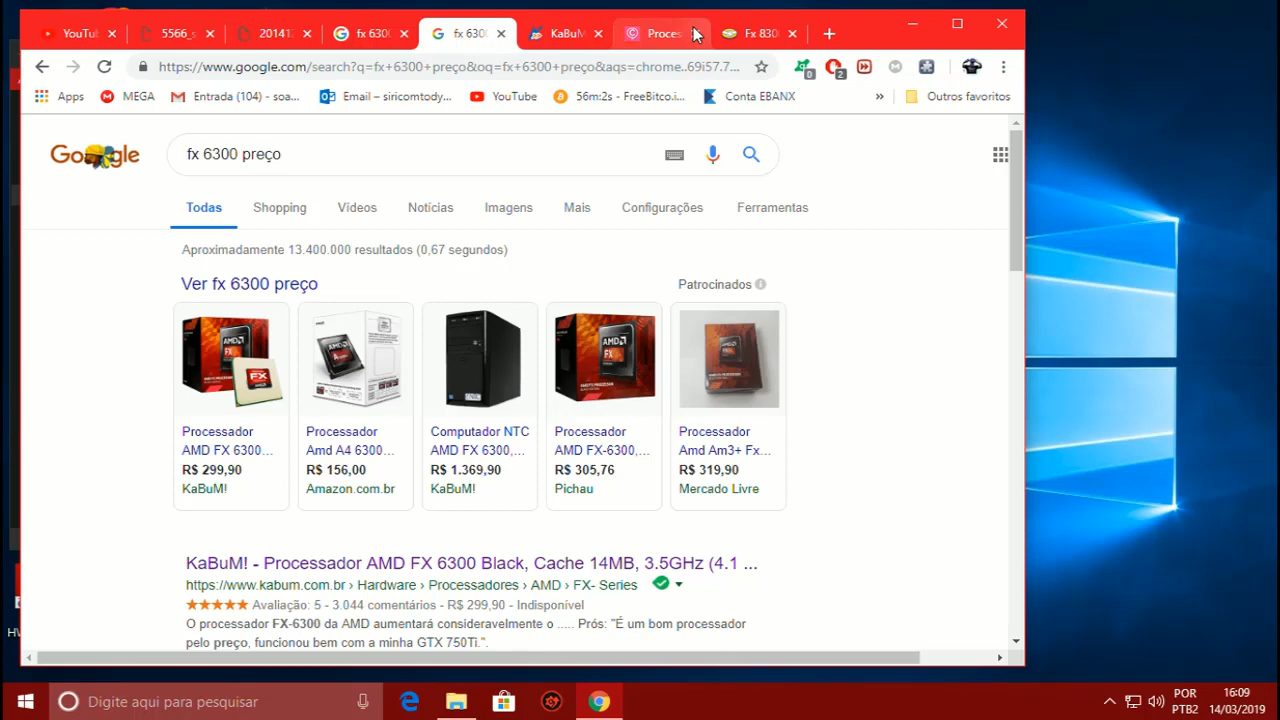 YouTu
5566_s
20141
fx 630
fx 630
KaBuM
Proces
Fx 830
https://www.google.com/search?q=fx+6300+preço&oq=fx+6300+preço&aqs=chrome..69i57.7...
0
2
Apps
MEGA
Entrada (104) - soa...
Email – siricomtody...
YouTube
56m:2s - FreeBitco.i...
Conta EBANX
»
Outros favoritos
Google
fx 6300 preço
Todas
Shopping
Vídeos
Notícias
Imagens
Mais
Configurações
Ferramentas
Aproximadamente 13.400.000 resultados (0,67 segundos)
Ver fx 6300 preço
Patrocinados
Processador
AMD FX 6300...
R$ 299,90
KaBuM!
Processador
Amd A4 6300...
R$ 156,00
Amazon.com.br
Computador NTC
AMD FX 6300,...
R$ 1.369,90
KaBuM!
Processador
AMD FX-6300,...
R$ 305,76
Pichau
Processador
Amd Am3+ Fx...
R$ 319,90
Mercado Livre
KaBuM! - Processador AMD FX 6300 Black, Cache 14MB, 3.5GHz (4.1 ...
https://www.kabum.com.br › Hardware › Processadores › AMD › FX- Series
Avaliação: 5 - 3.044 comentários - R$ 299,90 - Indisponível
O processador FX-6300 da AMD aumentará consideravelmente o ..... Prós: "É um bom processador
pelo preço, funcionou bem com a minha GTX 750Ti.".
Digite aqui para pesquisar
POR
PTB2
16:09
14/03/2019